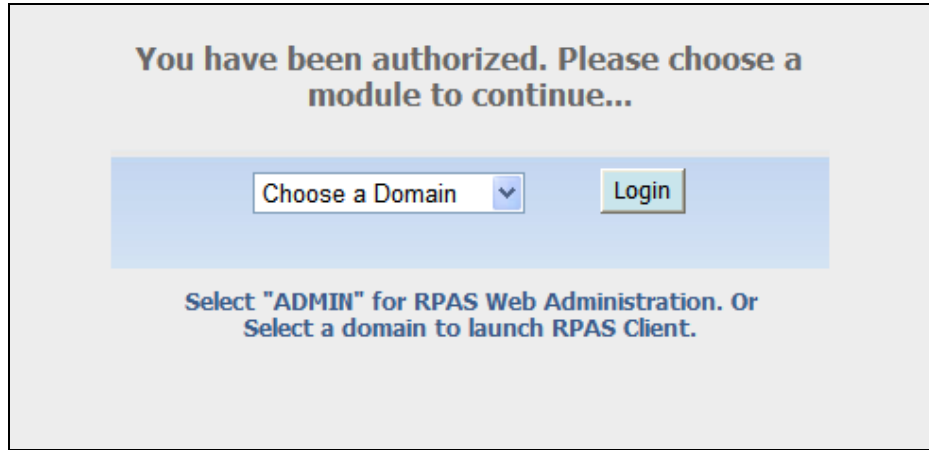 You have been authorized. Please choose a
module to continue...
Choose a Domain
Login
Select "ADMIN" for RPAS Web Administration. Or
Select a domain to launch RPAS Client.